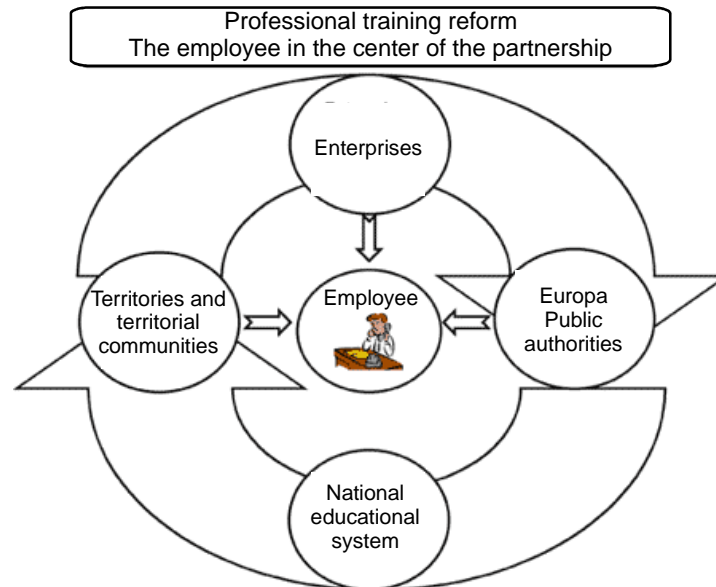 Professional training reform
The employee in the center of the partnership
Enterprises
Territories and
territorial
communities
Employee
Europa
Public
authorities
National
educational
system